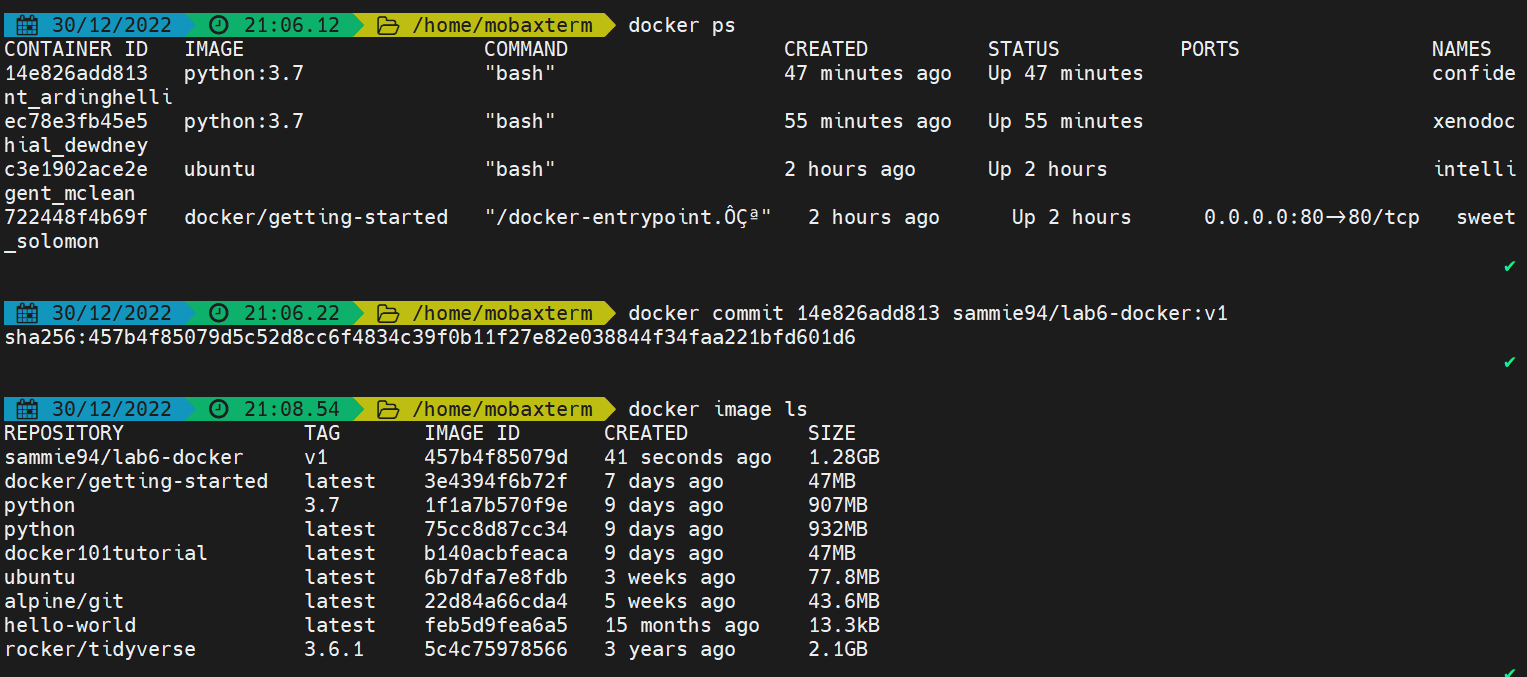 30/12/2022 21:06.12 /home/mobaxterm docker ps
CONTAINER ID IMAGE COMMAND CREATED STATUS PORTS NAMES
14e826add813 python:3.7 "bash" 47 minutes ago Up 47 minutes confide
nt_ardinghelli
ec78e3fb45e5 python:3.7 "bash" 55 minutes ago Up 55 minutes xenodoc
hial_dewdney
c3e1902ace2e ubuntu "bash" 2 hours ago Up 2 hours intelli
gent_mclean
722448f4b69f docker/getting-started "/docker-entrypoint.ÔÇª" 2 hours ago Up 2 hours 0.0.0.0:80->80/tcp sweet
_solomon
✔
30/12/2022 21:06.22 /home/mobaxterm docker commit 14e826add813 sammie94/lab6-docker:v1
sha256:457b4f85079d5c52d8cc6f4834c39f0b11f27e82e038844f34faa221bfd601d6
✔
30/12/2022 21:08.54 /home/mobaxterm docker image ls
REPOSITORY TAG IMAGE ID CREATED SIZE
sammie94/lab6-docker v1 457b4f85079d 41 seconds ago 1.28GB
docker/getting-started latest 3e4394f6b72f 7 days ago 47MB
python 3.7 1f1a7b570f9e 9 days ago 907MB
python latest 75cc8d87cc34 9 days ago 932MB
docker101tutorial latest b140acbfeaca 9 days ago 47MB
ubuntu latest 6b7dfa7e8fdb 3 weeks ago 77.8MB
alpine/git latest 22d84a66cda4 5 weeks ago 43.6MB
hello-world latest feb5d9fea6a5 15 months ago 13.3kB
rocker/tidyverse 3.6.1 5c4c75978566 3 years ago 2.1GB
✔